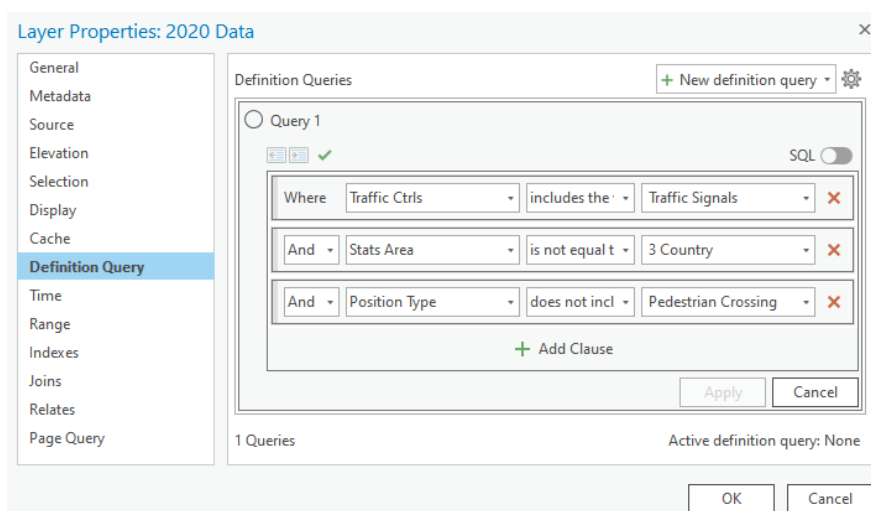 Layer Properties: 2020 Data
General
Metadata
Source
Elevation
Selection
Display
Cache
Definition Query
Time
Range
Indexes
Joins
Relates
Page Query
Definition Queries
New definition query
Query 1
SQL
Where Traffic Ctrls includes the Traffic Signals
And Stats Area is not equal t 3 Country
And Position Type does not incl Pedestrian Crossing
Add Clause
Apply Cancel
1 Queries Active definition query: None
OK Cancel